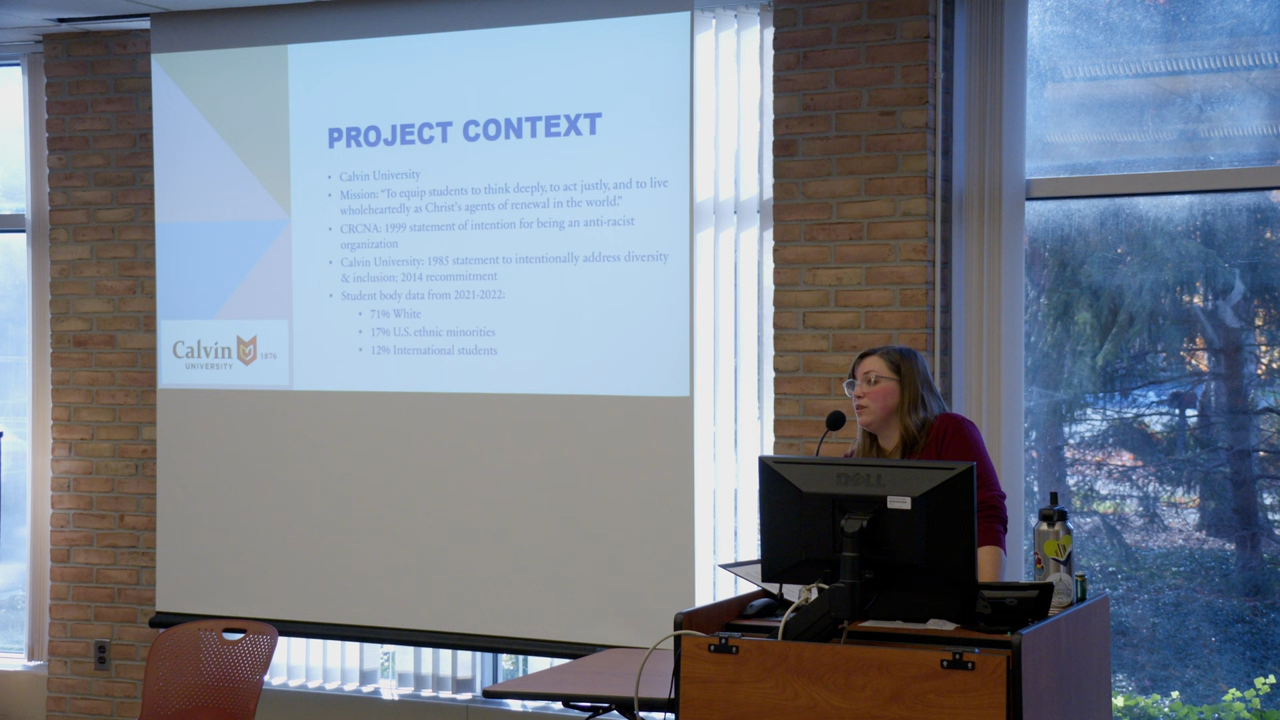 PROJECT CONTEXT
• Calvin University
• Mission: “To equip students to think deeply, to act justly, and to live
wholeheartedly as Christ’s agents of renewal in the world.”
• CRCNA: 1999 statement of intention for being an anti-racist
organization
• Calvin University: 1985 statement to intentionally address diversity
& inclusion; 2014 recommitment
• Student body data from 2021-2022:
• 71% White
• 17% U.S. ethnic minorities
• 12% International students
Calvin 1876
UNIVERSITY
DELL